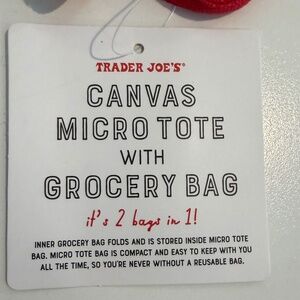 TRADER JOE'S®
CANVAS
MICRO TOTE
WITH
GROCERY BAG
it's 2 bags in 1!
INNER GROCERY BAG FOLDS AND IS STORED INSIDE MICRO TOTE
BAG. MICRO TOTE BAG IS COMPACT AND EASY TO KEEP WITH YOU
ALL THE TIME, SO YOU'RE NEVER WITHOUT A REUSABLE BAG.